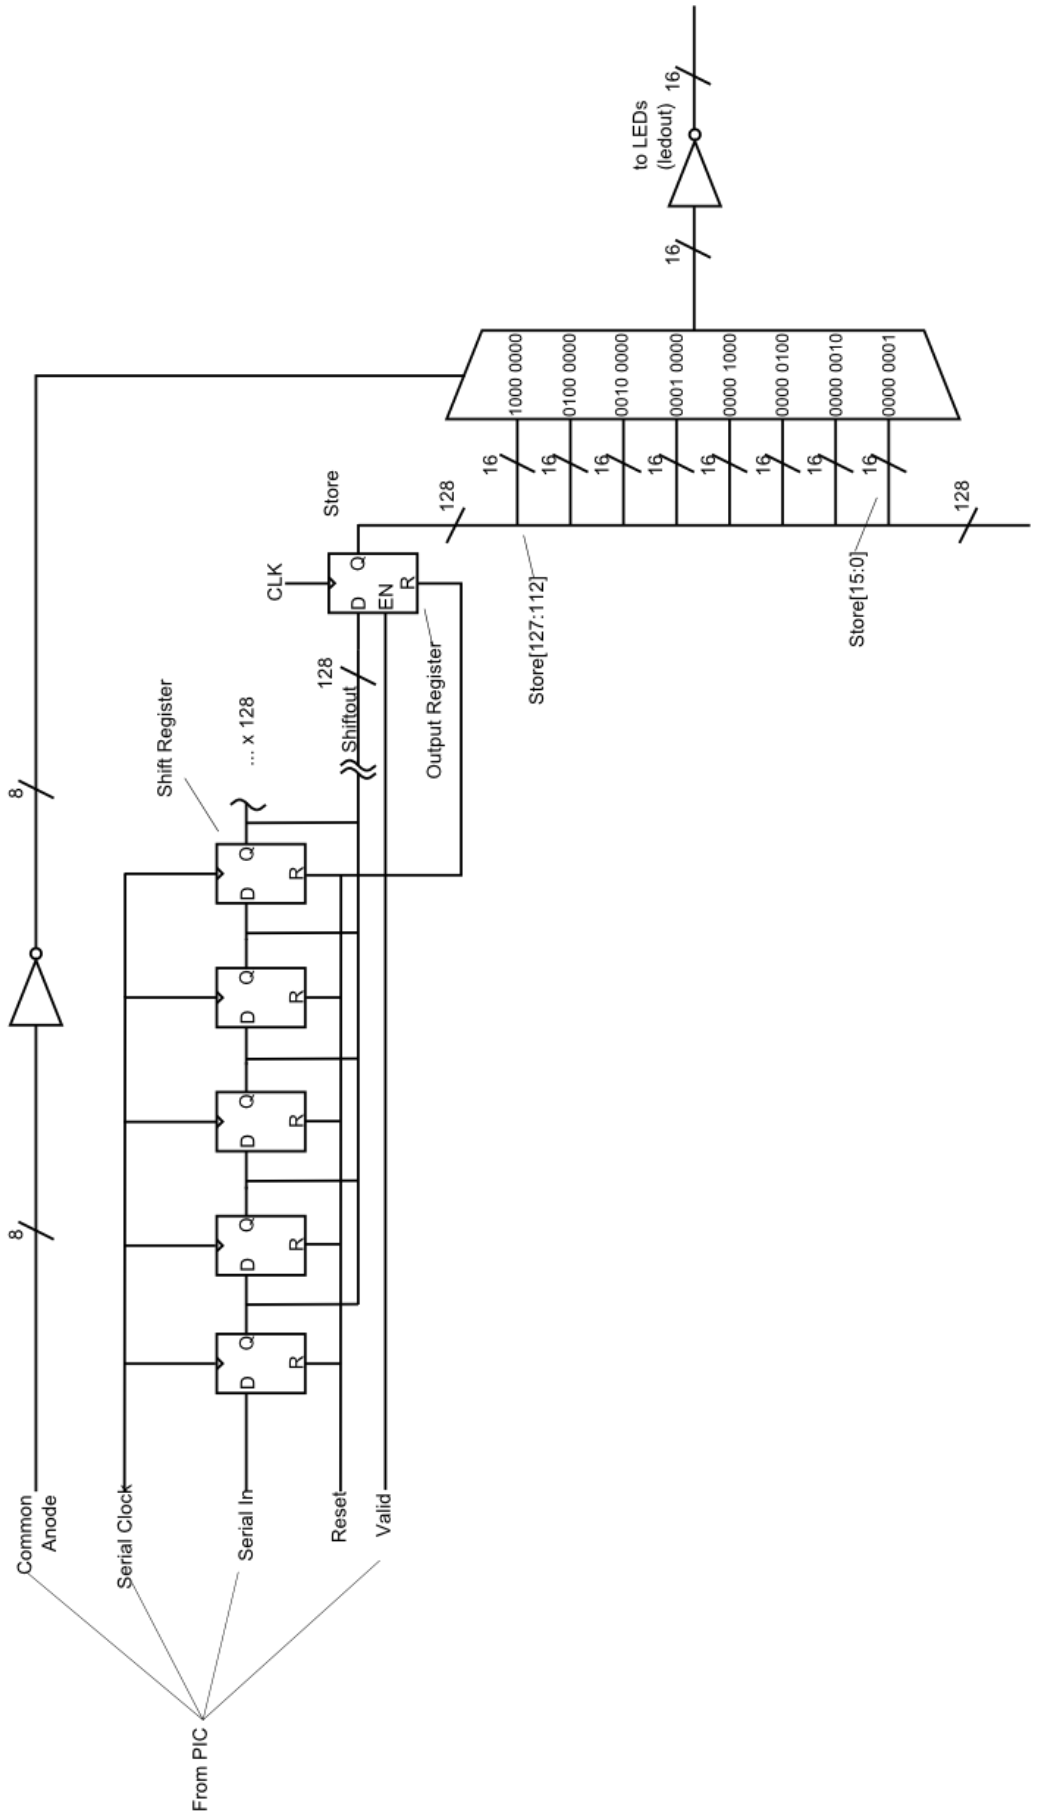 8
8
Common
Anode
Serial Clock
Shift Register
From PIC
Serial In
D
Q
R
D
Q
R
D
Q
R
D
Q
R
D
Q
R
... x 128
CLK
Store
128
Reset
Shiftout
D
Q
EN
R
Valid
Output Register
128
16
1000 0000
16
0100 0000
16
0010 0000
16
0001 0000
16
0000 1000
16
0000 0100
16
0000 0010
16
0000 0001
Store[127:112]
Store[15:0]
128
16
to LEDs
(ledout)
16